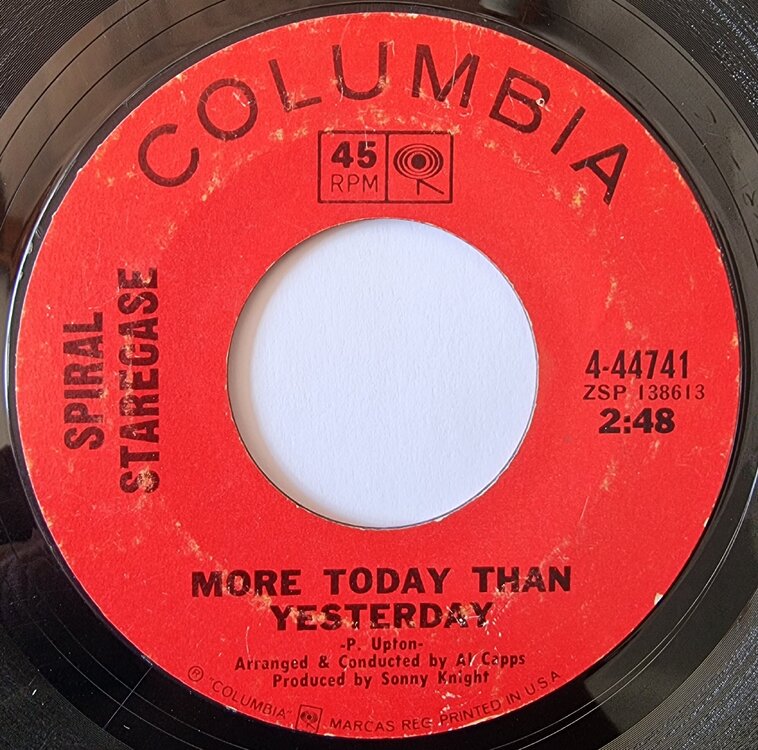 COLUMBIA
45
RPM
SPIRAL
STARECASE
4-44741
ZSP 138613
2:48
MORE TODAY THAN
YESTERDAY
-P. Upton-
Arranged & Conducted by Al Capps
Produced by Sonny Knight
Ⓟ "COLUMBIA" MARCAS REG. PRINTED IN U.S.A.